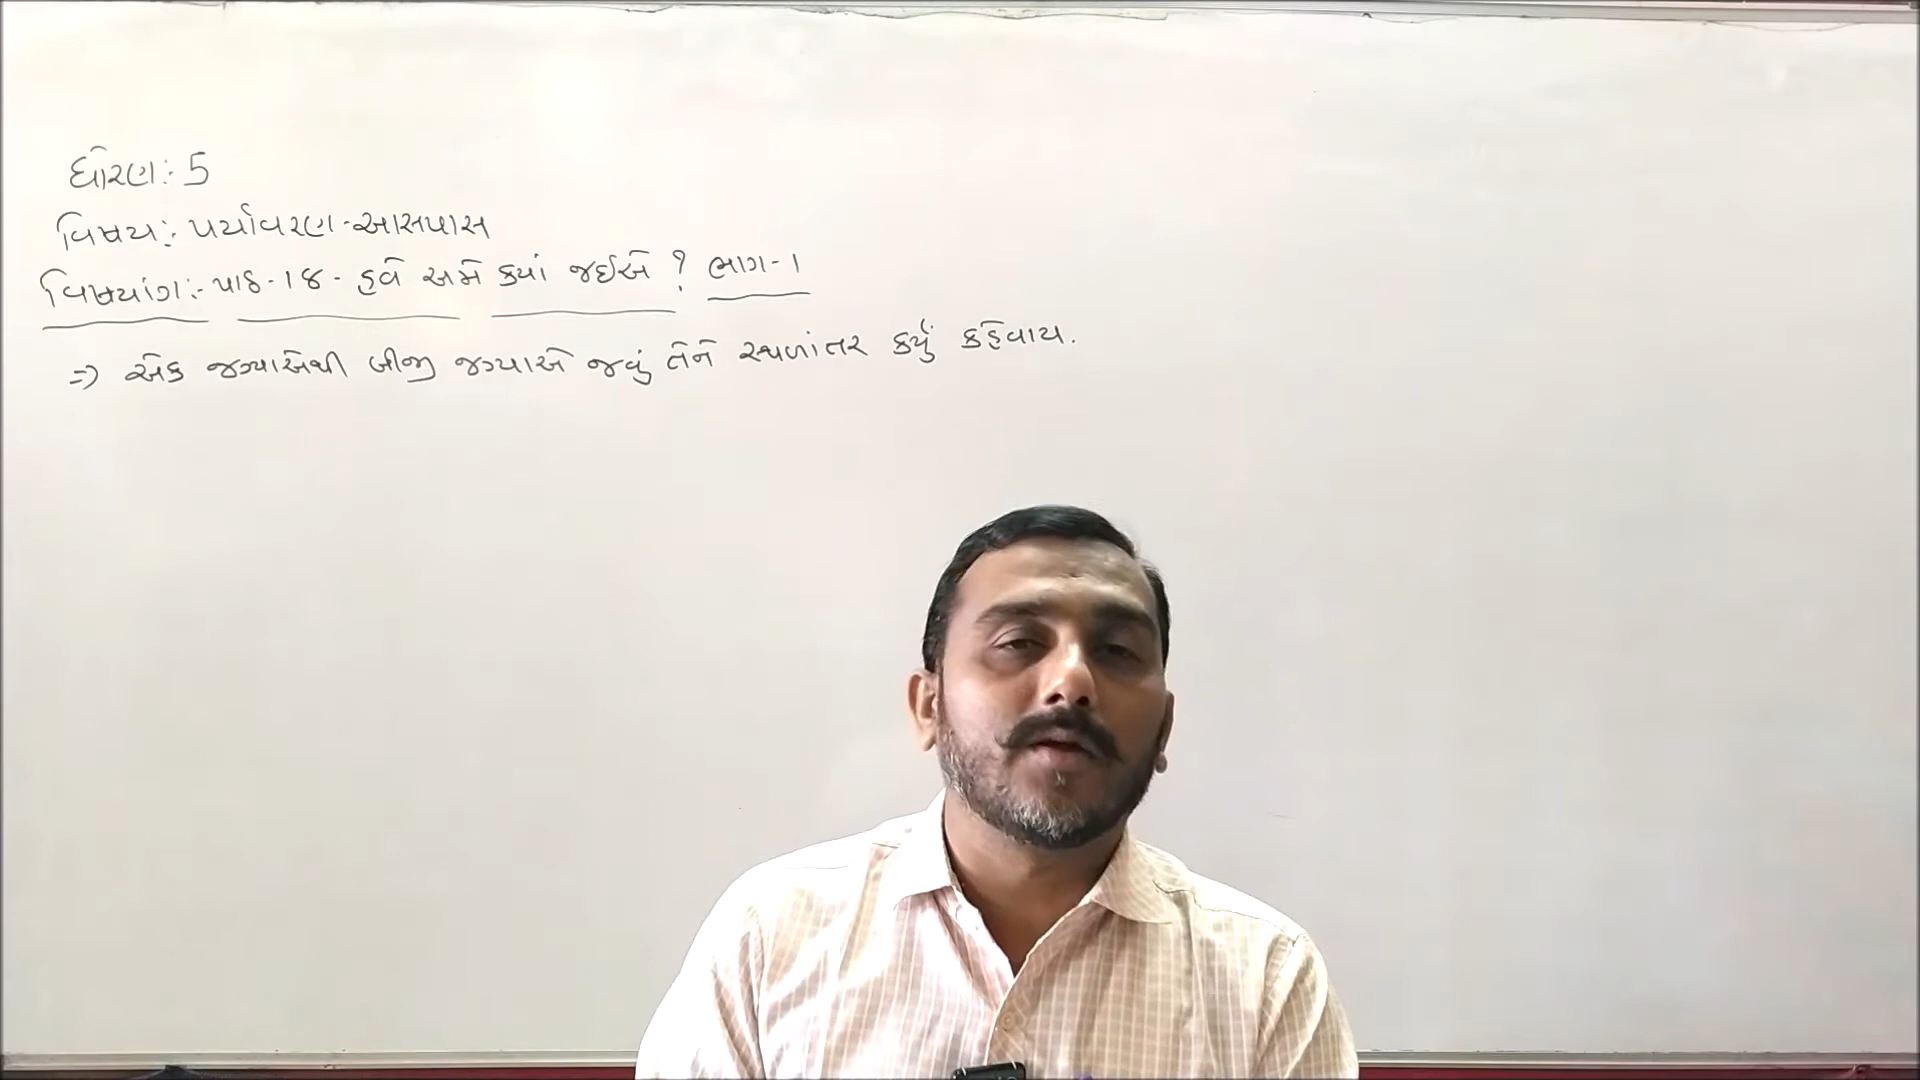 ધોરણ:- 5
વિષય:- પર્યાવરણ-આસપાસ
વિષયાંગ:- પાઠ-18- હવે અમે ક્યાં જઈએ ? ભાગ-1
⇒ એક જગ્યાએથી બીજી જગ્યાએ જવું તેને સ્થળાંતર કર્યું કહેવાય.